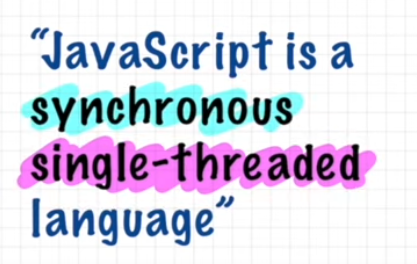 “JavaScript is a
synchronous
single-threaded
language”